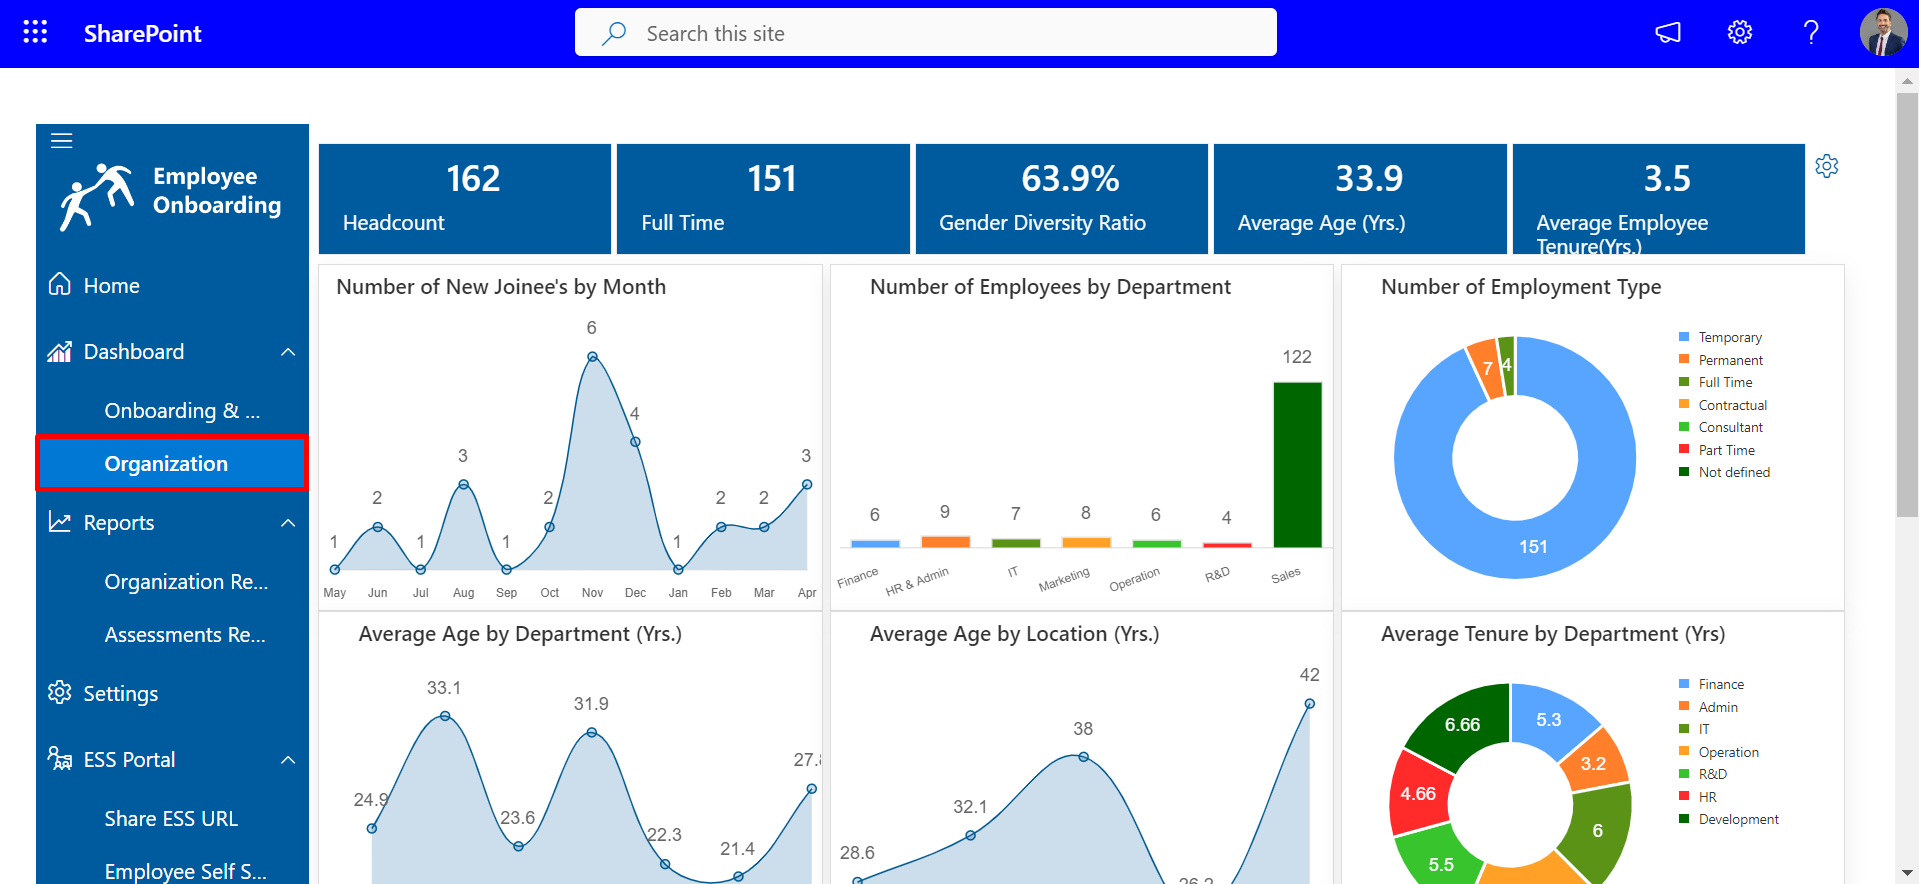 SharePoint
Search this site
Employee
Onboarding
Home
Dashboard
Onboarding & ...
Organization
Reports
Organization Re...
Assessments Re...
Settings
ESS Portal
Share ESS URL
Employee Self S...
162
Headcount
151
Full Time
63.9%
Gender Diversity Ratio
33.9
Average Age (Yrs.)
3.5
Average Employee
Tenure(Yrs.)
Number of New Joinee's by Month
1
2
1
3
1
2
6
4
1
2
2
3
May Jun Jul Aug Sep Oct Nov Dec Jan Feb Mar Apr
Number of Employees by Department
6
9
7
8
6
4
122
Finance
HR & Admin
IT
Marketing
Operation
R&D
Sales
Number of Employment Type
7
4
151
Temporary
Permanent
Full Time
Contractual
Consultant
Part Time
Not defined
Average Age by Department (Yrs.)
24.9
33.1
23.6
31.9
22.3
21.4
Average Age by Location (Yrs.)
28.6
32.1
38
26.2
42
Average Tenure by Department (Yrs)
6.66
5.3
3.2
6
5.5
4.66
Finance
Admin
IT
Operation
R&D
HR
Development